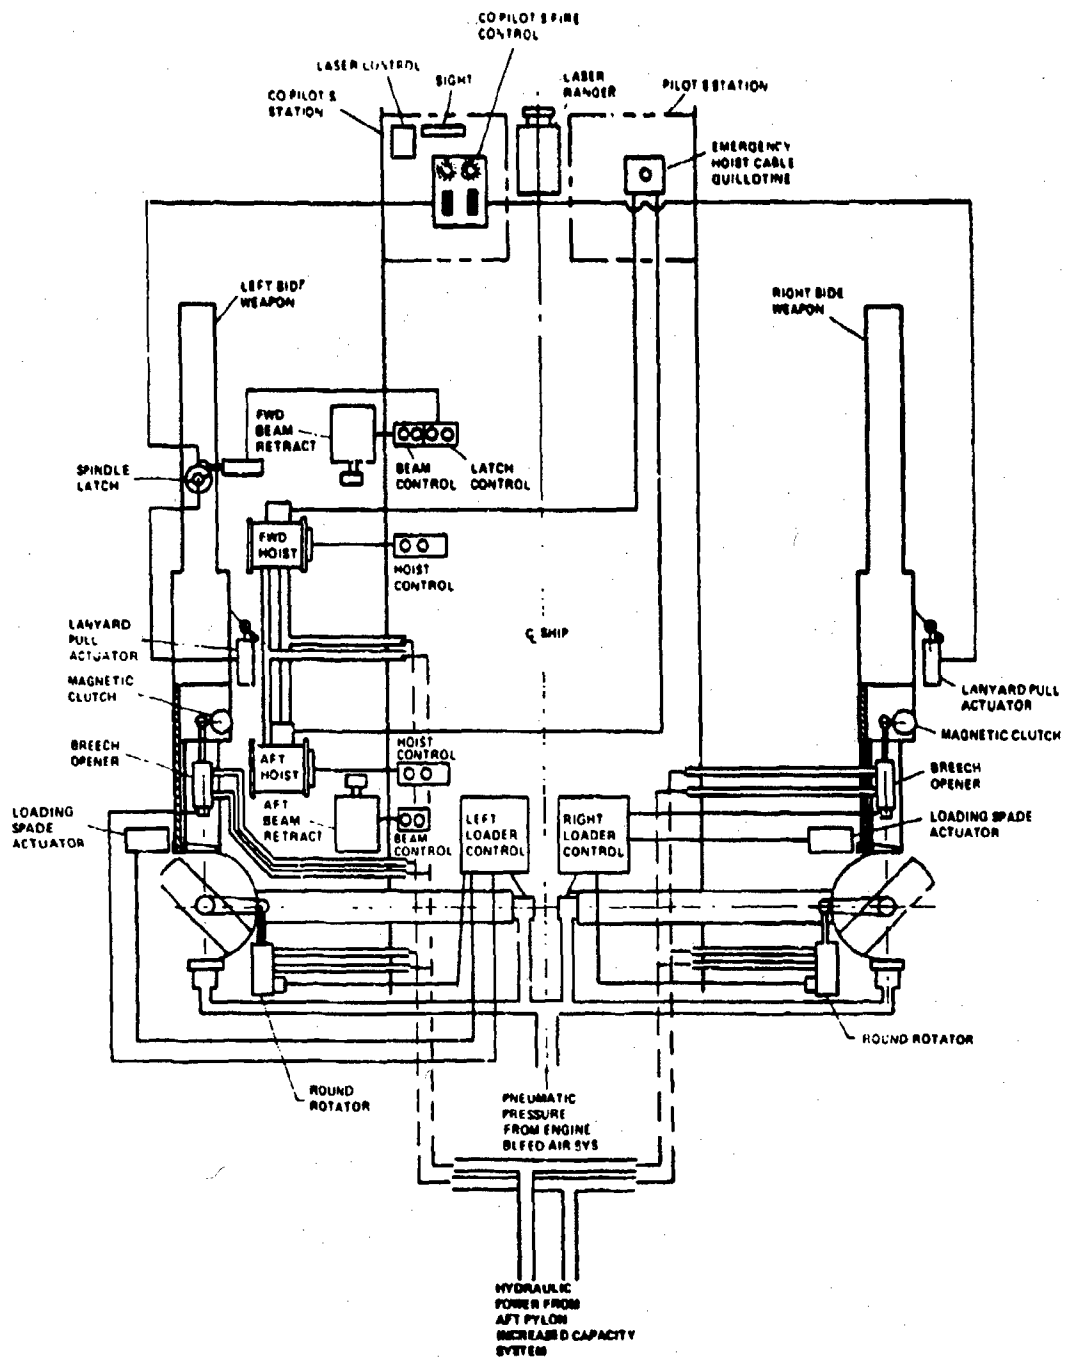 CO PILOT S FIRE
CONTROL
LASER CONTROL
SIGHT
LASER
RANGER
PILOT S STATION
CO PILOT S
STATION
EMERGENCY
HOIST CABLE
GUILLOTINE
LEFT SIDE
WEAPON
RIGHT SIDE
WEAPON
FWD
BEAM
RETRACT
SPINDLE
LATCH
BEAM
CONTROL
LATCH
CONTROL
FWD
HOIST
HOIST
CONTROL
LANYARD
PULL
ACTUATOR
CL SHIP
MAGNETIC
CLUTCH
LANYARD PULL
ACTUATOR
MAGNETIC CLUTCH
BREECH
OPENER
AFT
HOIST
HOIST
CONTROL
BREECH
OPENER
LOADING
SPADE
ACTUATOR
AFT
BEAM
RETRACT
BEAM
CONTROL
LEFT
LOADER
CONTROL
RIGHT
LOADER
CONTROL
LOADING SPADE
ACTUATOR
ROUND ROTATOR
ROUND
ROTATOR
PNEUMATIC
PRESSURE
FROM ENGINE
BLEED AIR SYS
HYDRAULIC
POWER FROM
AFT PYLON
INCREASED CAPACITY
SYSTEM